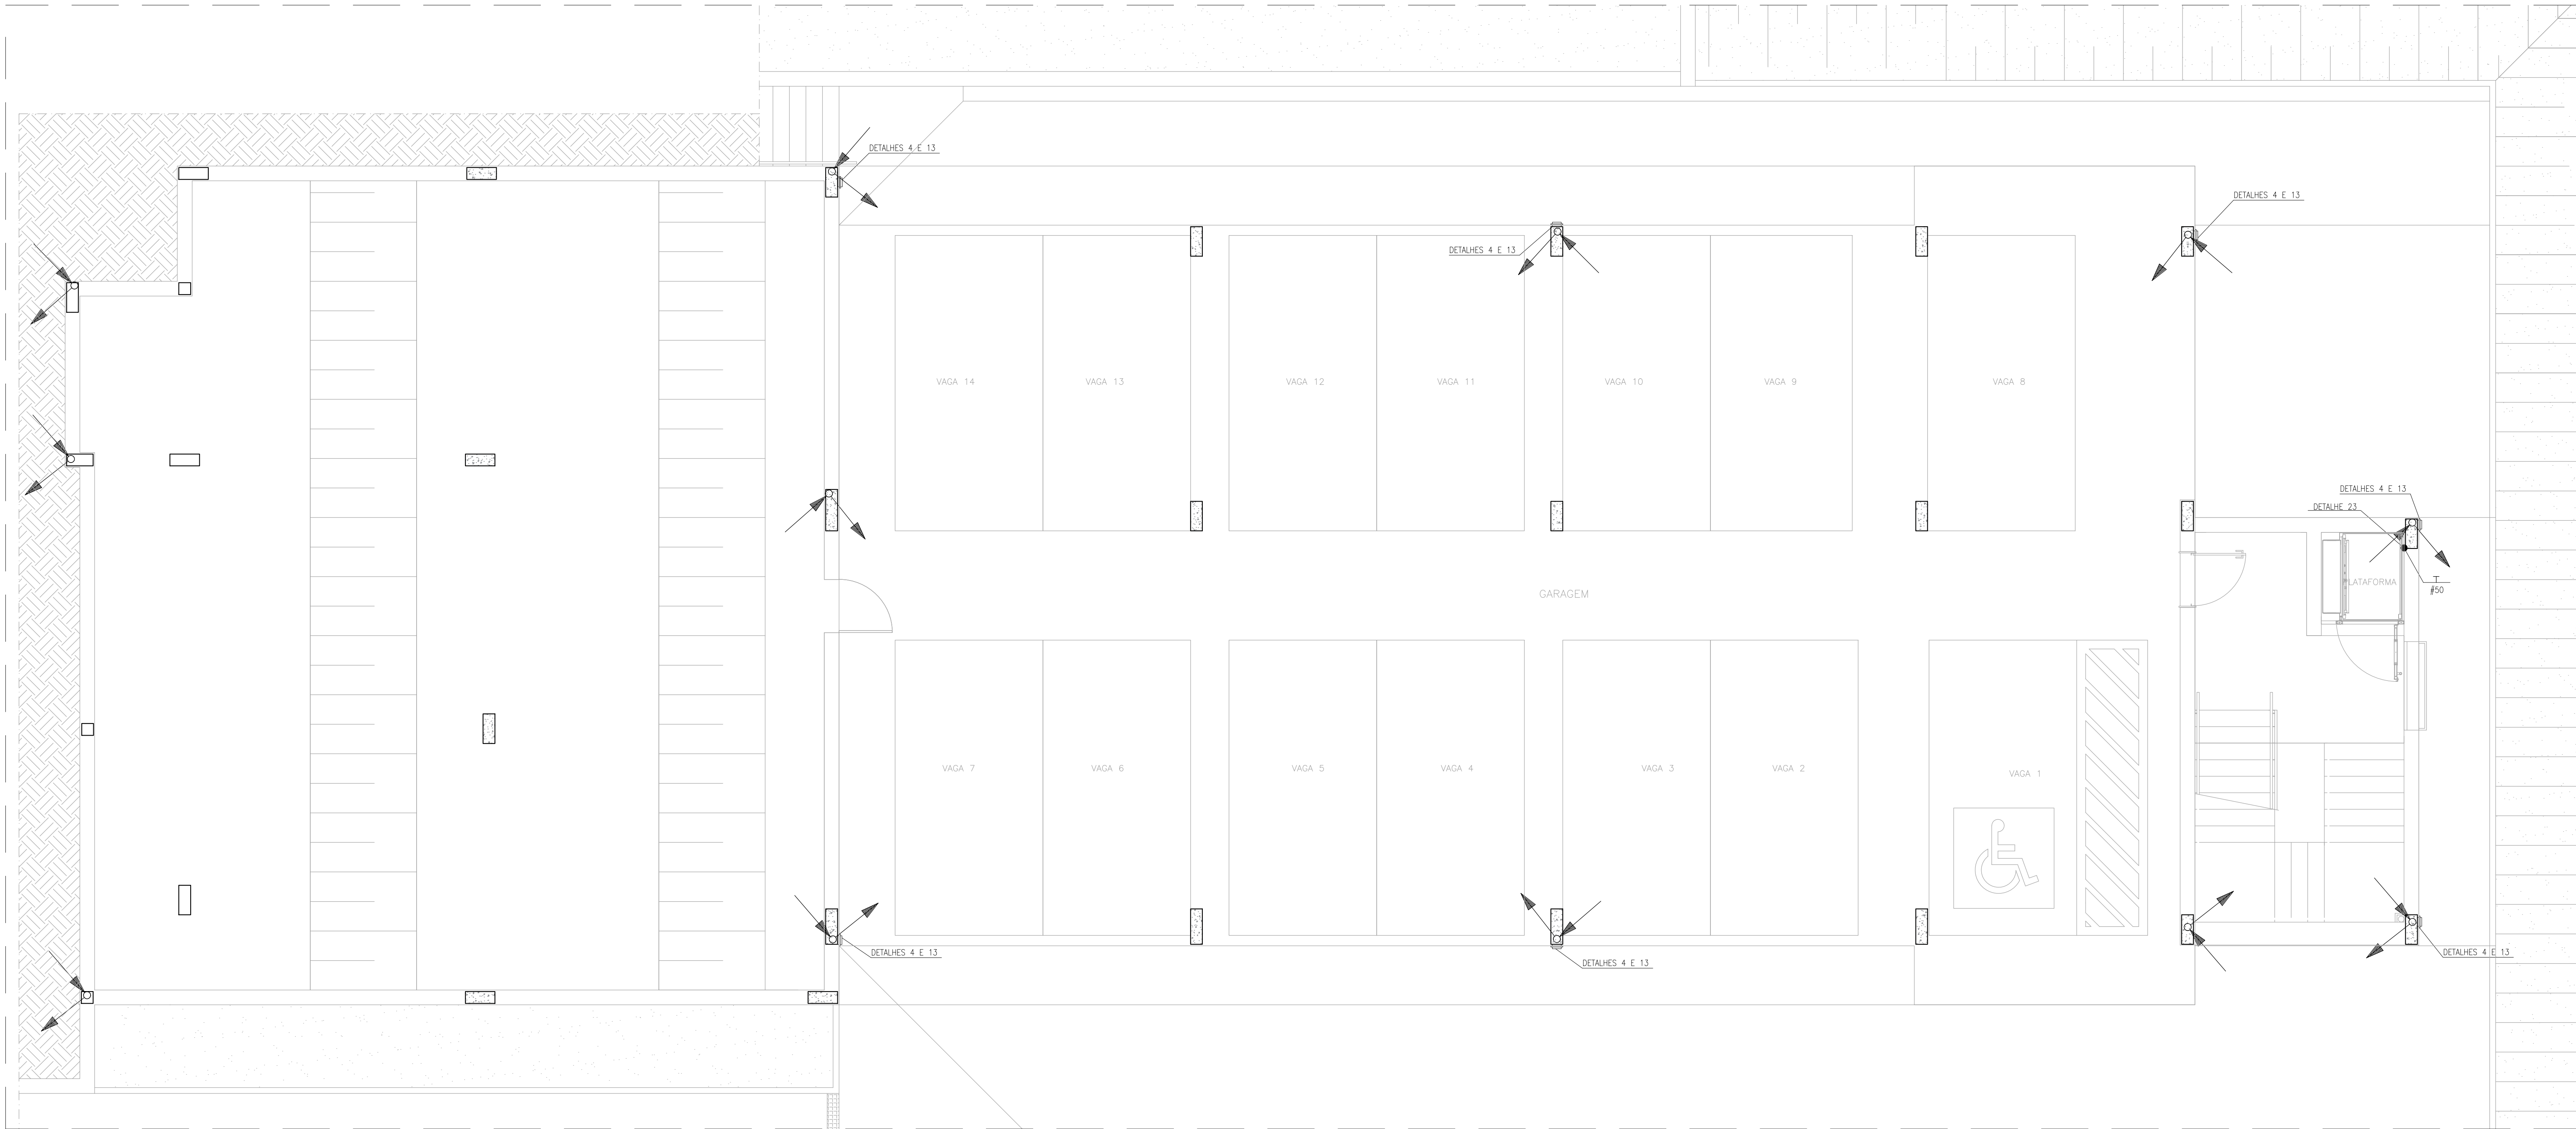 DETALHES 4 E 13
DETALHES 4 E 13
DETALHES 4 E 13
VAGA 14
VAGA 13
VAGA 12
VAGA 11
VAGA 10
VAGA 9
VAGA 8
DETALHES 4 E 13
DETALHE 23
PLATAFORMA
T
#50
GARAGEM
VAGA 7
VAGA 6
VAGA 5
VAGA 4
VAGA 3
VAGA 2
VAGA 1
DETALHES 4 E 13
DETALHES 4 E 13
DETALHES 4 E 13